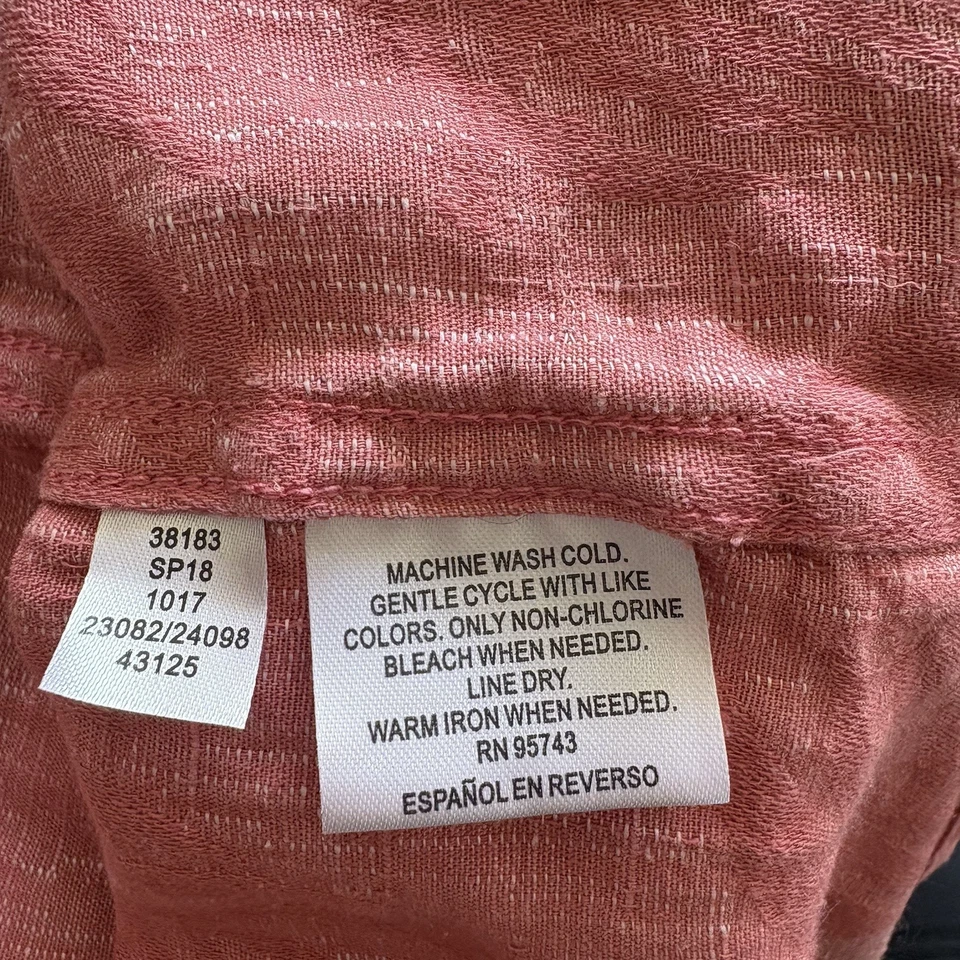 38183
SP18
1017
23082/24098
43125
MACHINE WASH COLD.
GENTLE CYCLE WITH LIKE
COLORS. ONLY NON-CHLORINE
BLEACH WHEN NEEDED.
LINE DRY.
WARM IRON WHEN NEEDED.
RN 95743
ESPAÑOL EN REVERSO